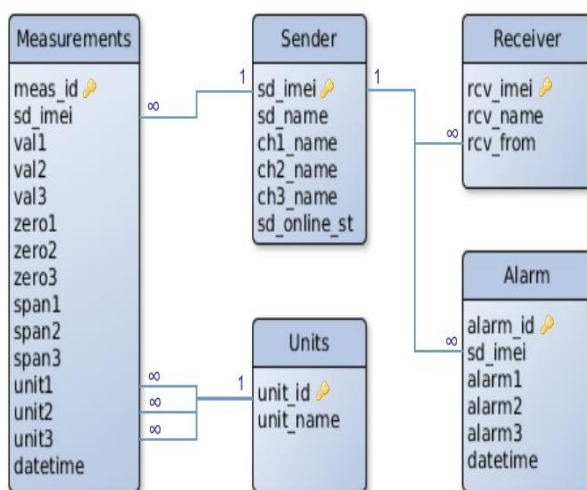 Measurements
meas_id
sd_imei
val1
val2
val3
zero1
zero2
zero3
span1
span2
span3
unit1
unit2
unit3
datetime
∞
∞
∞
∞
1
Sender
sd_imei
sd_name
ch1_name
ch2_name
ch3_name
sd_online_st
1
Units
unit_id
unit_name
1
∞
∞
Receiver
rcv_imei
rcv_name
rcv_from
Alarm
alarm_id
sd_imei
alarm1
alarm2
alarm3
datetime